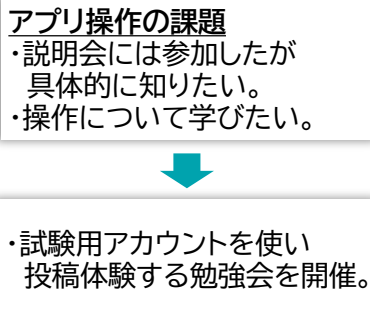 アプリ操作の課題
・説明会には参加したが
具体的に知りたい。
・操作について学びたい。
・試験用アカウントを使い
投稿体験する勉強会を開催。